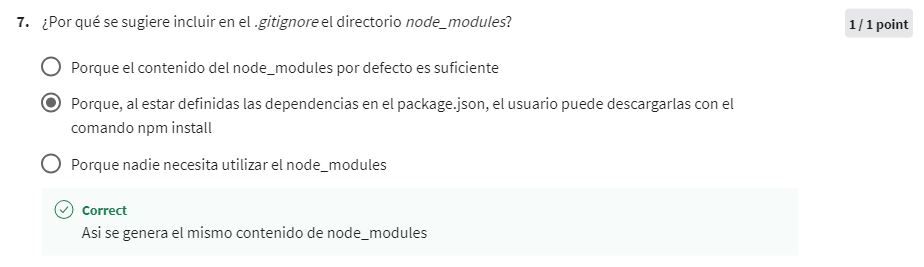 7. ¿Por qué se sugiere incluir en el .gitignore el directorio node_modules?
1 / 1 point
Porque el contenido del node_modules por defecto es suficiente
Porque, al estar definidas las dependencias en el package.json, el usuario puede descargarlas con el
comando npm install
Porque nadie necesita utilizar el node_modules
Correct
Asi se genera el mismo contenido de node_modules